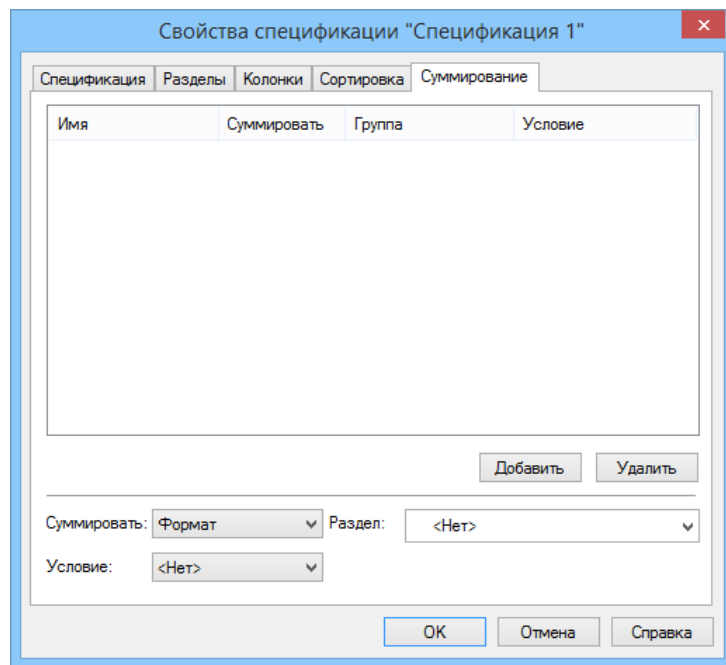 Свойства спецификации "Спецификация 1"
Спецификация Разделы Колонки Сортировка Суммирование
Имя Суммировать Группа Условие
Добавить Удалить
Суммировать: Формат Раздел: <Нет>
Условие: <Нет>
OK Отмена Справка